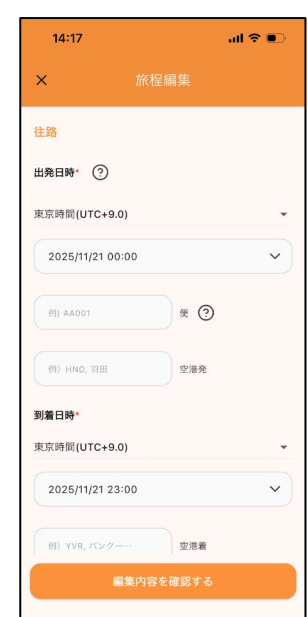 14:17
旅程編集
往路
出発日時*
東京時間(UTC+9.0)
2025/11/21 00:00
例) AA001 便
例) HND, 羽田 空港発
到着日時*
東京時間(UTC+9.0)
2025/11/21 23:00
例) YVR, バンクー… 空港着
編集内容を確認する